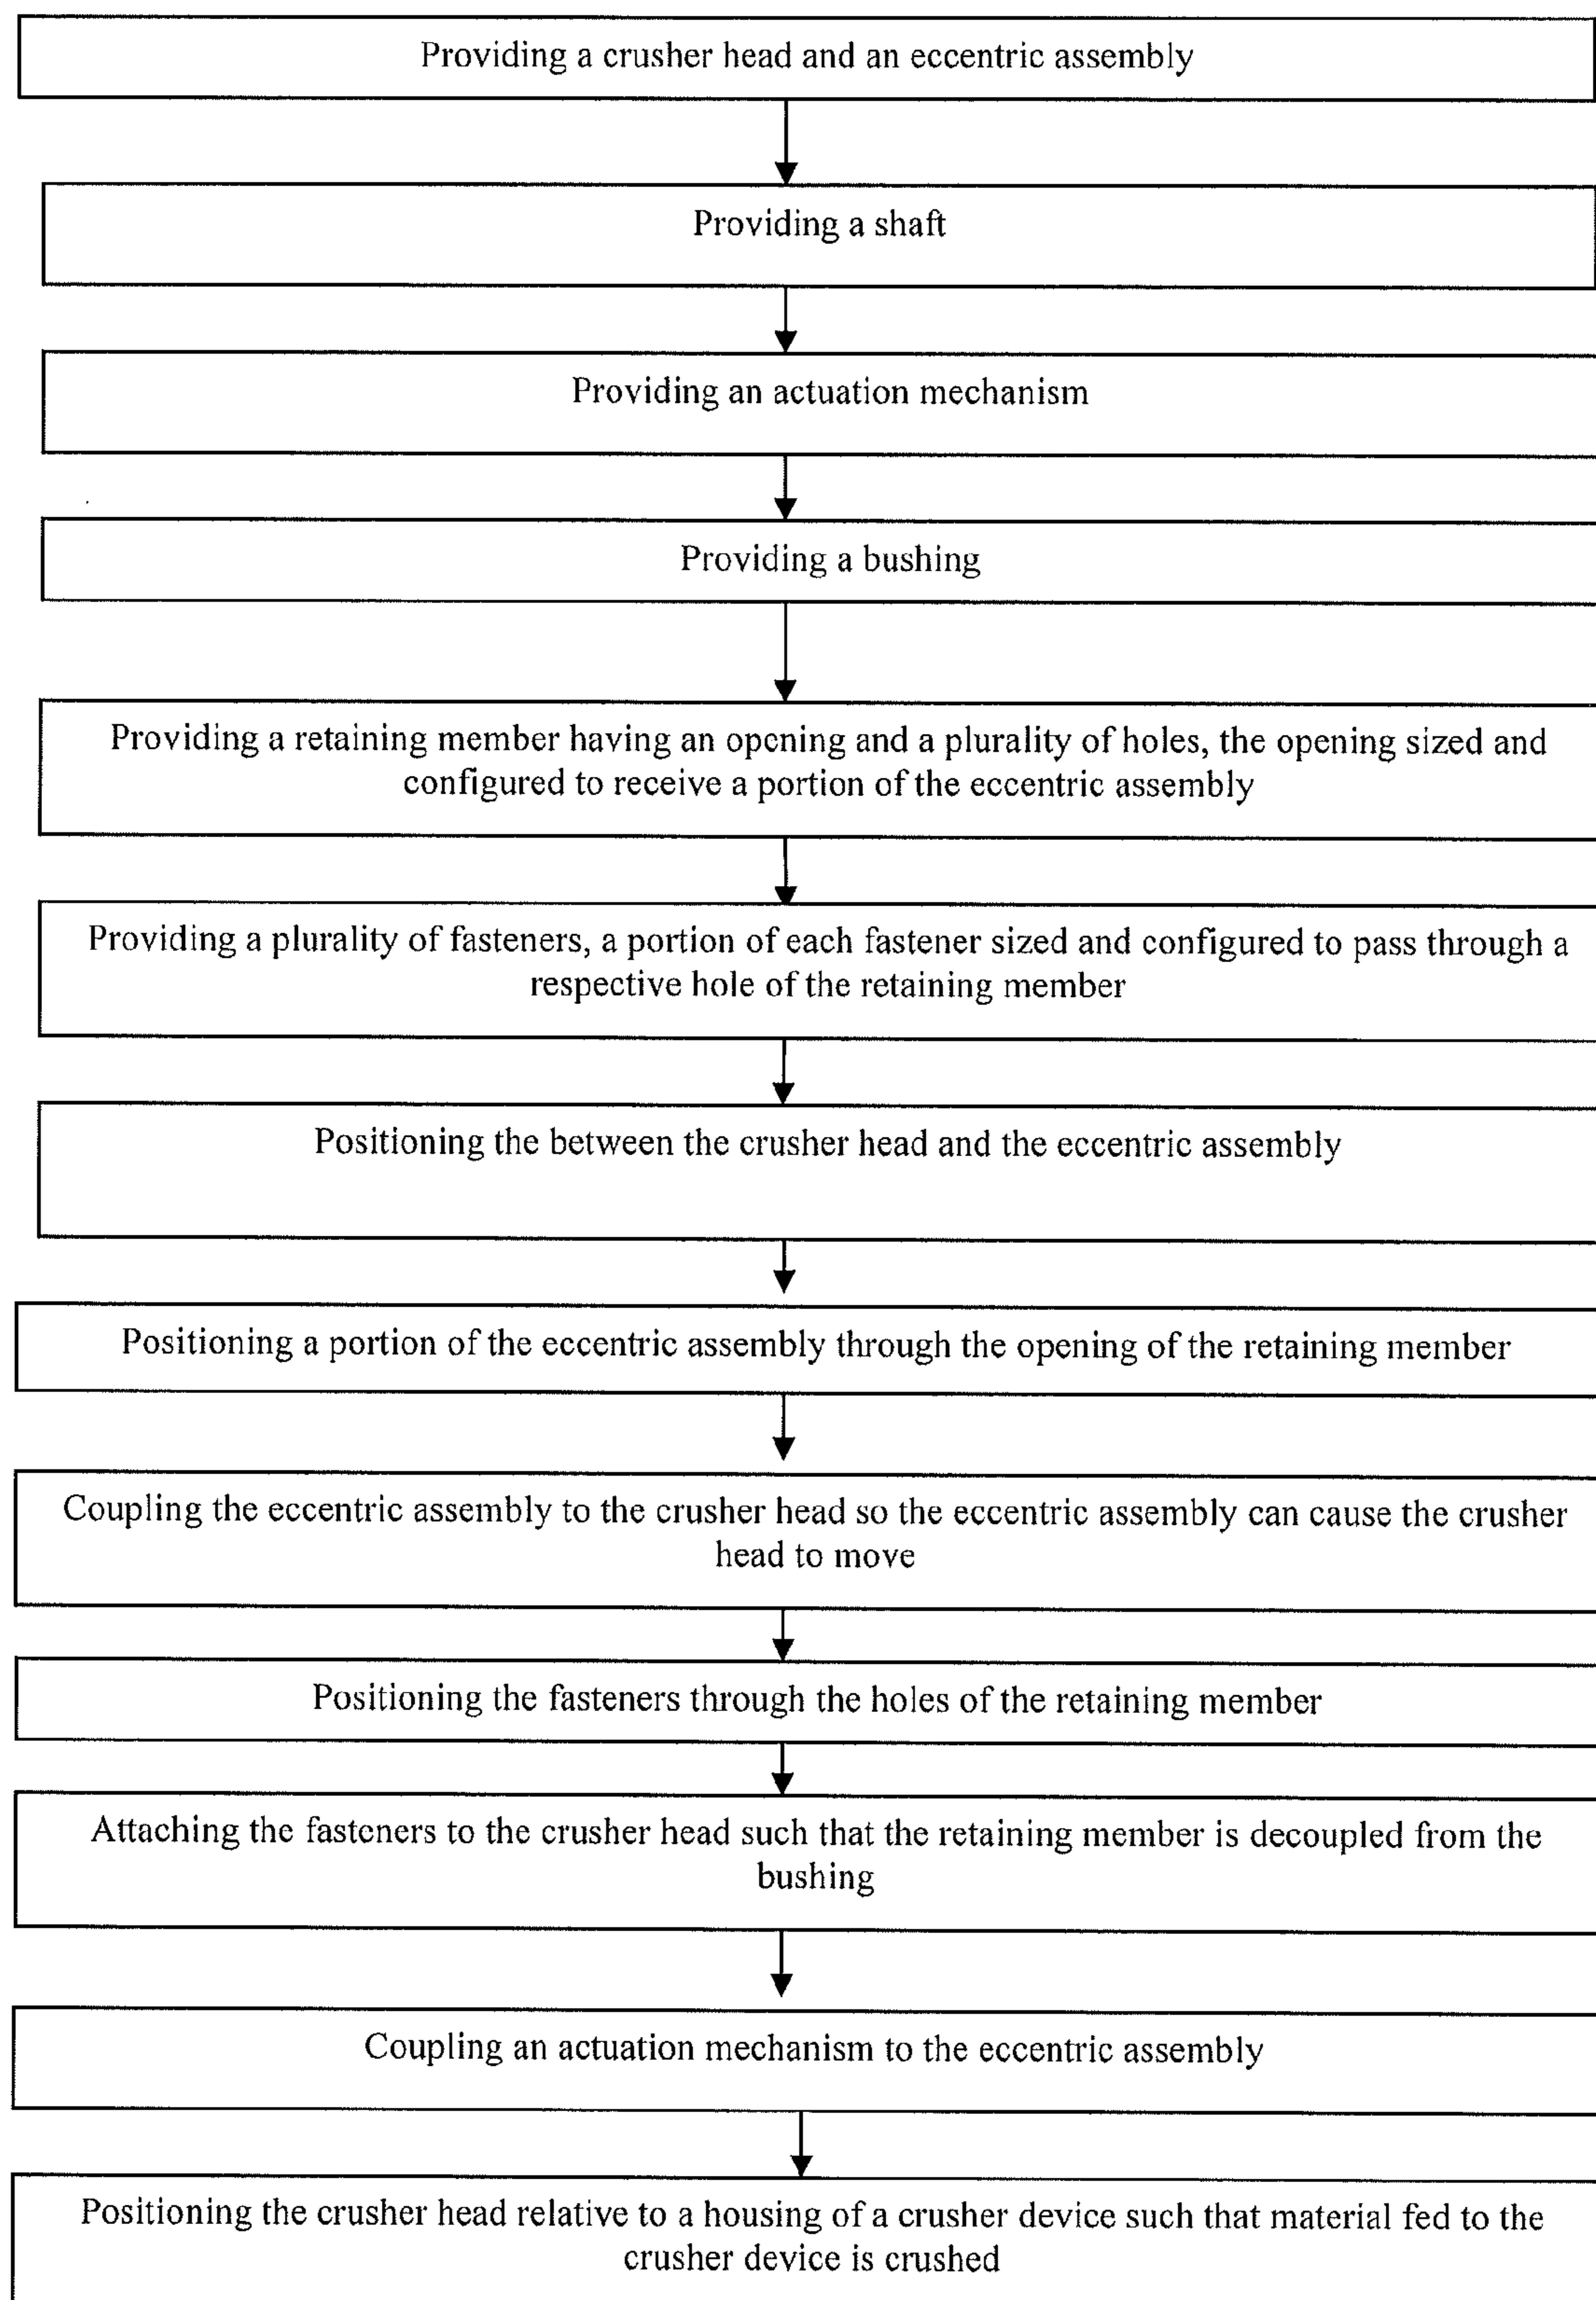 Providing a crusher head and an eccentric assembly
Providing a shaft
Providing an actuation mechanism
Providing a bushing
Providing a retaining member having an opening and a plurality of holes, the opening sized and
configured to receive a portion of the eccentric assembly
Providing a plurality of fasteners, a portion of each fastener sized and configured to pass through a
respective hole of the retaining member
Positioning the between the crusher head and the eccentric assembly
Positioning a portion of the eccentric assembly through the opening of the retaining member
Coupling the eccentric assembly to the crusher head so the eccentric assembly can cause the crusher
head to move
Positioning the fasteners through the holes of the retaining member
Attaching the fasteners to the crusher head such that the retaining member is decoupled from the
bushing
Coupling an actuation mechanism to the eccentric assembly
Positioning the crusher head relative to a housing of a crusher device such that material fed to the
crusher device is crushed